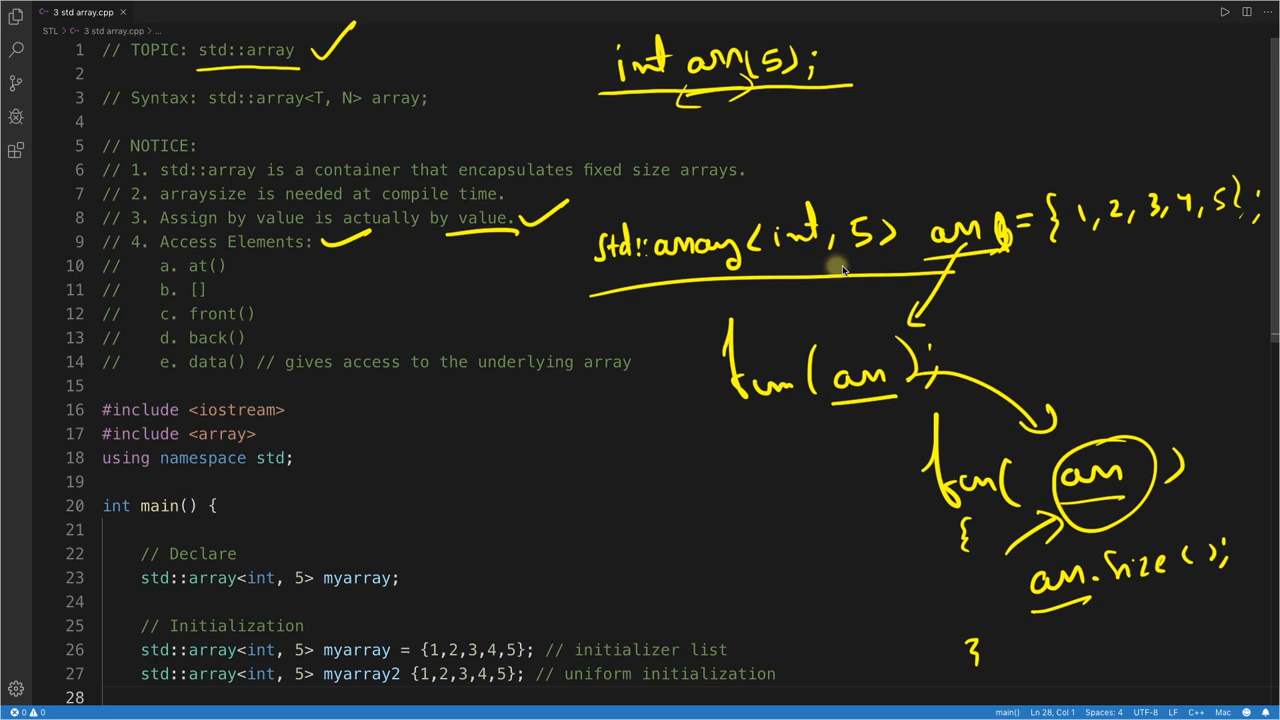 3 std array.cpp
STL > 3 std array.cpp > ...
1 // TOPIC: std::array
2
3 // Syntax: std::array<T, N> array;
4
5 // NOTICE:
6 // 1. std::array is a container that encapsulates fixed size arrays.
7 // 2. arraysize is needed at compile time.
8 // 3. Assign by value is actually by value.
9 // 4. Access Elements:
10 // a. at()
11 // b. []
12 // c. front()
13 // d. back()
14 // e. data() // gives access to the underlying array
15
16 #include <iostream>
17 #include <array>
18 using namespace std;
19
20 int main() {
21
22 // Declare
23 std::array<int, 5> myarray;
24
25 // Initialization
26 std::array<int, 5> myarray = {1,2,3,4,5}; // initializer list
27 std::array<int, 5> myarray2 {1,2,3,4,5}; // uniform initialization
28
int arr(5);
std::array<int, 5> arr = {1,2,3,4,5};
fun(arr);
fun(arr)
{
arr.size();
}
0 0
main() Ln 28, Col 1 Spaces: 4 UTF-8 LF C++ Mac